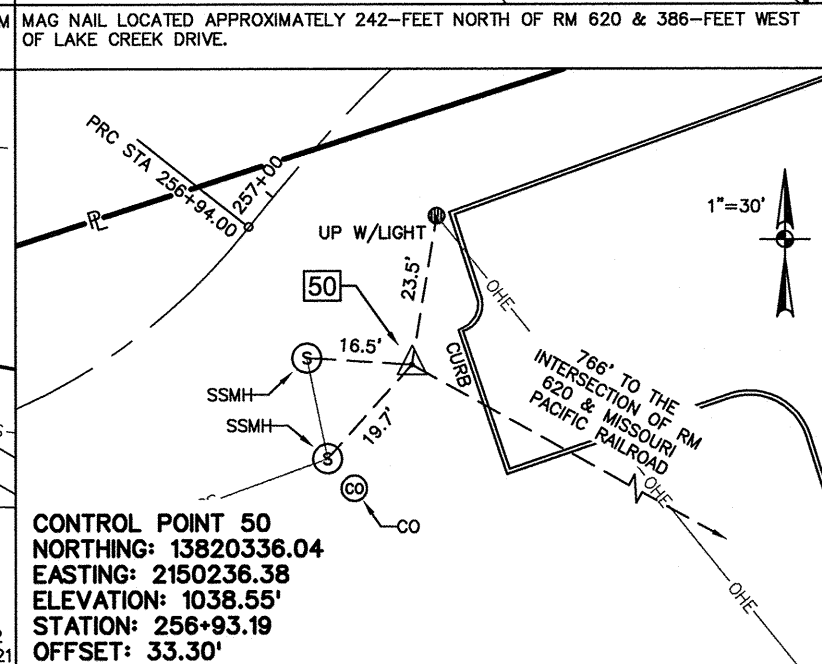 M
MAG NAIL LOCATED APPROXIMATELY 242-FEET NORTH OF RM 620 & 386-FEET WEST
OF LAKE CREEK DRIVE.
PRC STA 256+94.00
257+00
PL
UP W/LIGHT
1"=30'
23.5'
OHE
50
16.5'
CURB
S
SSMH
766' TO THE
INTERSECTION OF RM
620 & MISSOURI
PACIFIC RAILROAD
SSMH
19.7'
S
CO
CO
OHE
OHE
CONTROL POINT 50
NORTHING: 13820336.04
EASTING: 2150236.38
ELEVATION: 1038.55'
STATION: 256+93.19
OFFSET: 33.30'
21